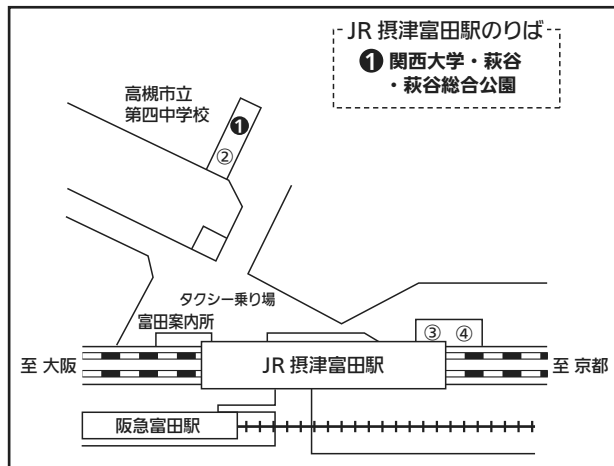 JR 摂津富田駅のりば
❶ 関西大学・萩谷
・萩谷総合公園
高槻市立
第四中学校
❶
②
タクシー乗り場
富田案内所
③ ④
至 大阪
JR 摂津富田駅
至 京都
阪急富田駅